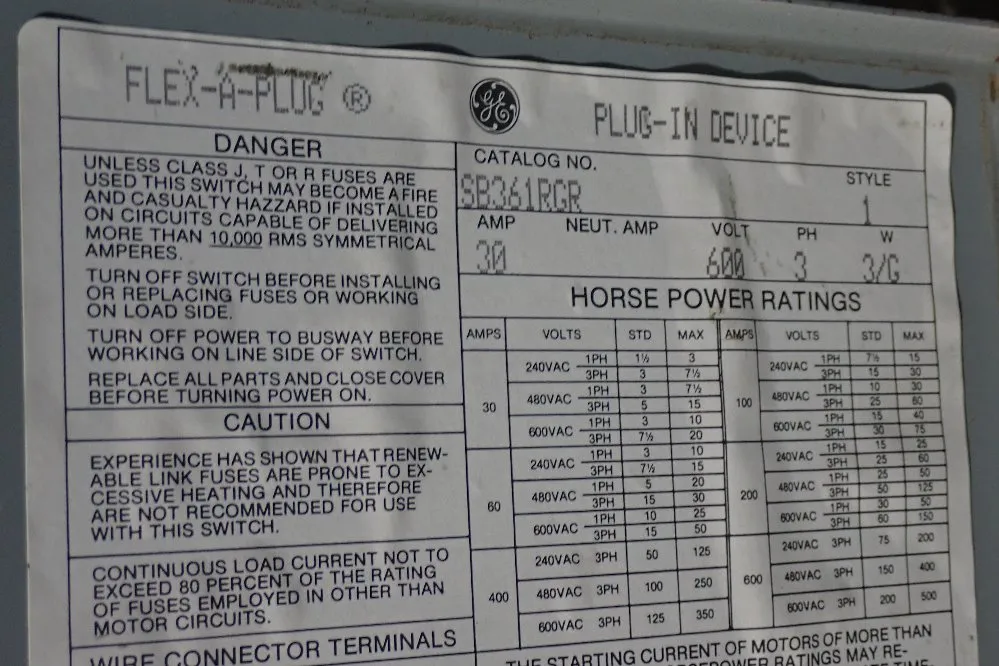 FLEX-A-PLUG ®
GE
PLUG-IN DEVICE
DANGER
UNLESS CLASS J, T OR R FUSES ARE
USED THIS SWITCH MAY BECOME A FIRE
AND CASUALTY HAZZARD IF INSTALLED
ON CIRCUITS CAPABLE OF DELIVERING
MORE THAN 10,000 RMS SYMMETRICAL
AMPERES.
TURN OFF SWITCH BEFORE INSTALLING
OR REPLACING FUSES OR WORKING
ON LOAD SIDE.
TURN OFF POWER TO BUSWAY BEFORE
WORKING ON LINE SIDE OF SWITCH.
REPLACE ALL PARTS AND CLOSE COVER
BEFORE TURNING POWER ON.
CAUTION
EXPERIENCE HAS SHOWN THAT RENEW-
ABLE LINK FUSES ARE PRONE TO EX-
CESSIVE HEATING AND THEREFORE
ARE NOT RECOMMENDED FOR USE
WITH THIS SWITCH.
CONTINUOUS LOAD CURRENT NOT TO
EXCEED 80 PERCENT OF THE RATING
OF FUSES EMPLOYED IN OTHER THAN
MOTOR CIRCUITS.
WIRE CONNECTOR TERMINALS
CATALOG NO. STYLE
SB361RGR 1
AMP NEUT. AMP VOLT PH W
30 600 3 3/G
HORSE POWER RATINGS
AMPS VOLTS STD MAX
30 240VAC 1PH 1½ 3
3PH 3 7½
480VAC 1PH 3 7½
3PH 5 15
600VAC 1PH 3 10
3PH 7½ 20
60 240VAC 1PH 3 10
3PH 7½ 15
480VAC 1PH 5 20
3PH 15 30
600VAC 1PH 10 25
3PH 15 50
400 240VAC 3PH 50 125
480VAC 3PH 100 250
600VAC 3PH 125 350
AMPS VOLTS STD MAX
100 240VAC 1PH 7½ 15
3PH 15 30
480VAC 1PH 10 30
3PH 25 60
600VAC 1PH 15 40
3PH 30 75
200 240VAC 1PH 15 25
3PH 25 60
480VAC 1PH 25 50
3PH 50 125
600VAC 1PH 30 50
3PH 60 150
600 240VAC 3PH 75 200
480VAC 3PH 150 400
600VAC 3PH 200 500
THE STARTING CURRENT OF MOTORS OF MORE THAN
HORSEPOWER RATINGS MAY RE-